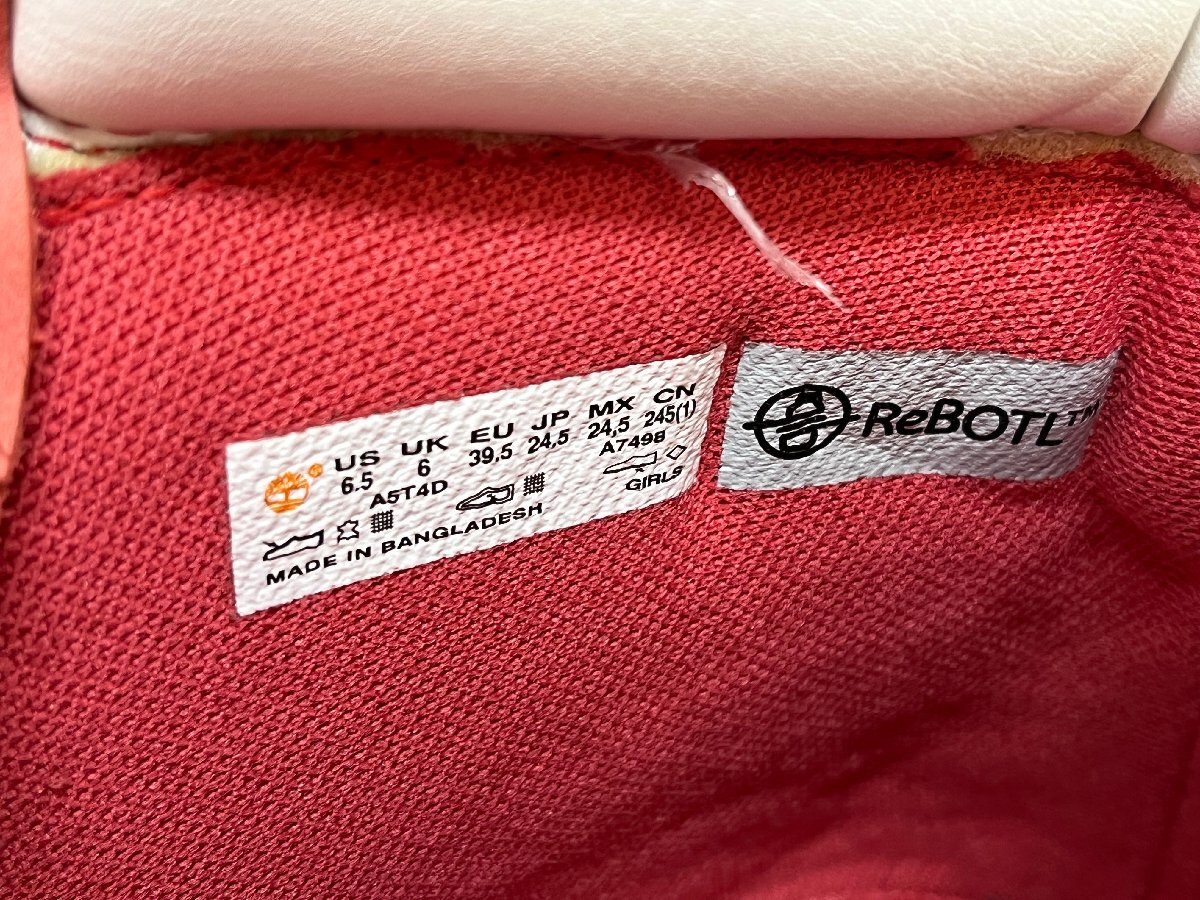 US UK EU JP MX CN
6.5 6 39,5 24,5 24,5 245(1)
A5T4D A7498
GIRLS
MADE IN BANGLADESH
ReBOTL™